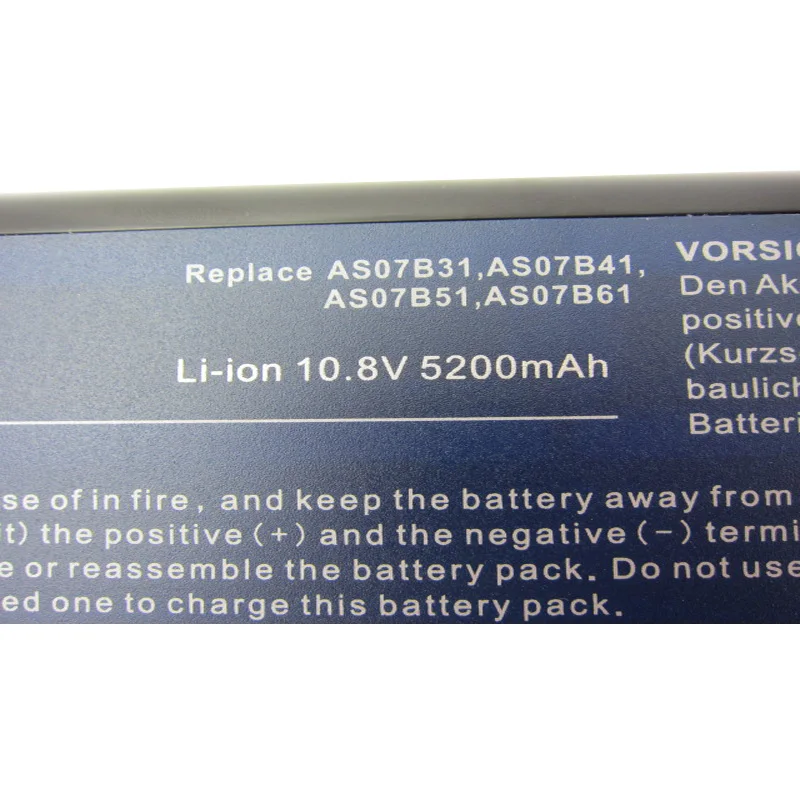 Replace AS07B31,AS07B41,
AS07B51,AS07B61
Li-ion 10.8V 5200mAh
VORSI
Den Ak
positive
(Kurzs
baulich
Batteri
se of in fire, and keep the battery away from
it) the positive (+) and the negative (-) termi
e or reassemble the battery pack. Do not use
ed one to charge this battery pack.